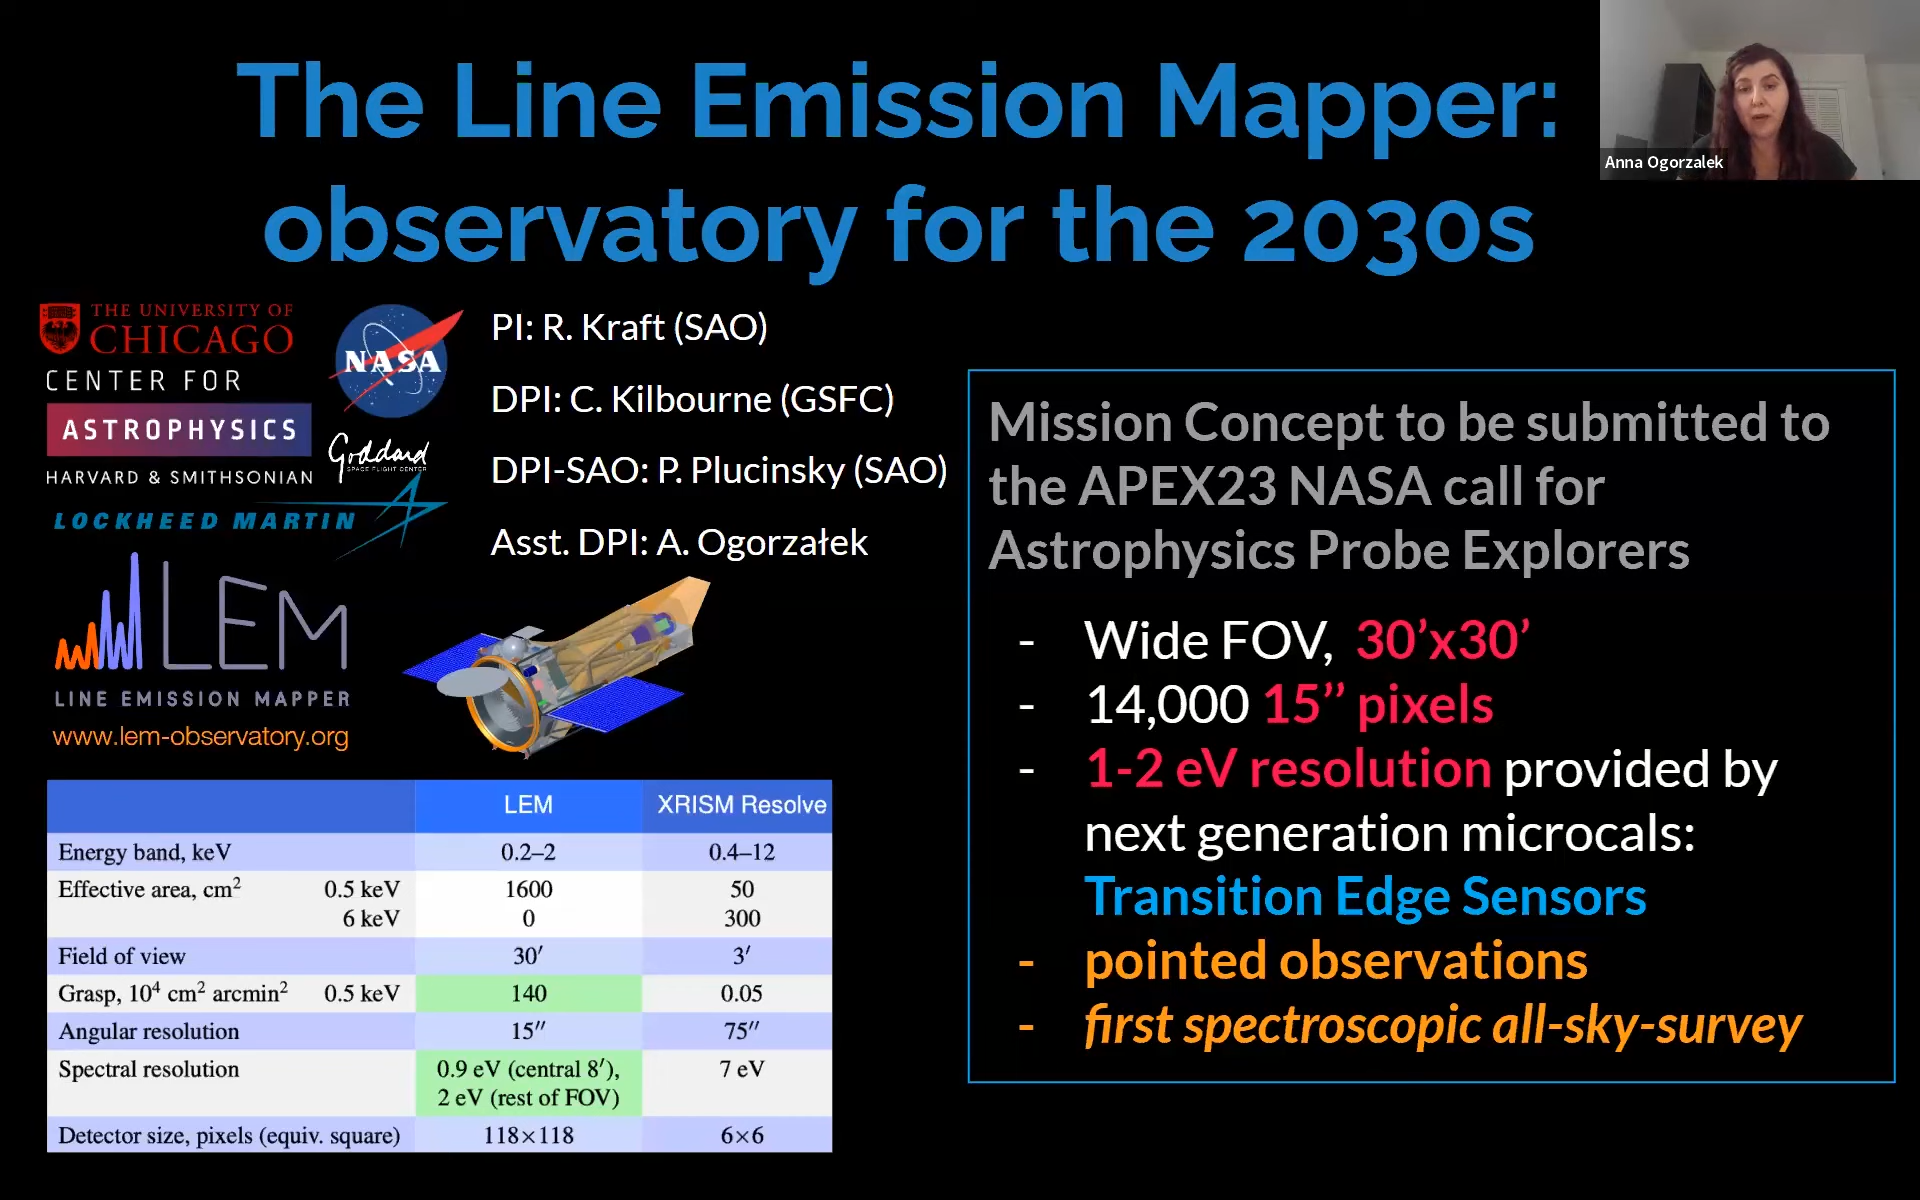 The Line Emission Mapper:
observatory for the 2030s
Anna Ogorzalek
THE UNIVERSITY OF
CHICAGO
CENTER FOR
ASTROPHYSICS
HARVARD & SMITHSONIAN
NASA
Goddard
SPACE FLIGHT CENTER
LOCKHEED MARTIN
LEM
LINE EMISSION MAPPER
www.lem-observatory.org
PI: R. Kraft (SAO)
DPI: C. Kilbourne (GSFC)
DPI-SAO: P. Plucinsky (SAO)
Asst. DPI: A. Ogorzałek
Mission Concept to be submitted to
the APEX23 NASA call for
Astrophysics Probe Explorers
- Wide FOV, 30’x30’
- 14,000 15’’ pixels
- 1-2 eV resolution provided by
next generation microcals:
Transition Edge Sensors
- pointed observations
- first spectroscopic all-sky-survey
LEM XRISM Resolve
Energy band, keV 0.2–2 0.4–12
Effective area, cm² 0.5 keV 1600 50
6 keV 0 300
Field of view 30′ 3′
Grasp, 10⁴ cm² arcmin² 0.5 keV 140 0.05
Angular resolution 15″ 75″
Spectral resolution 0.9 eV (central 8′), 7 eV
2 eV (rest of FOV)
Detector size, pixels (equiv. square) 118×118 6×6